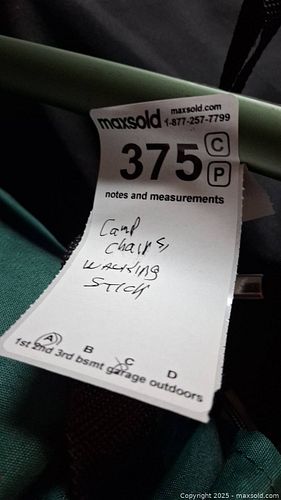 maxsold maxsold.com
1-877-257-7799
375 C
P
notes and measurements
Camp
chairs,
WALKING
STICK
A B C D
1st 2nd 3rd bsmt garage outdoors
Copyright © 2025 - maxsold.com